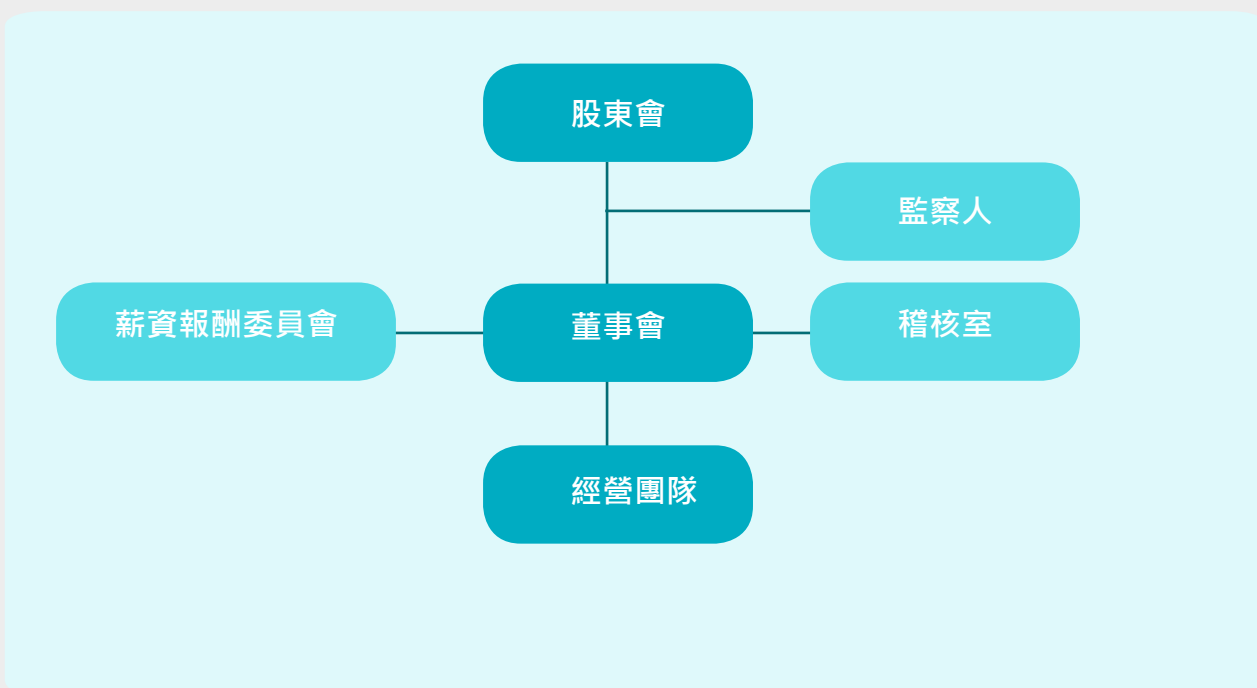 股東會
監察人
薪資報酬委員會
董事會
稽核室
經營團隊